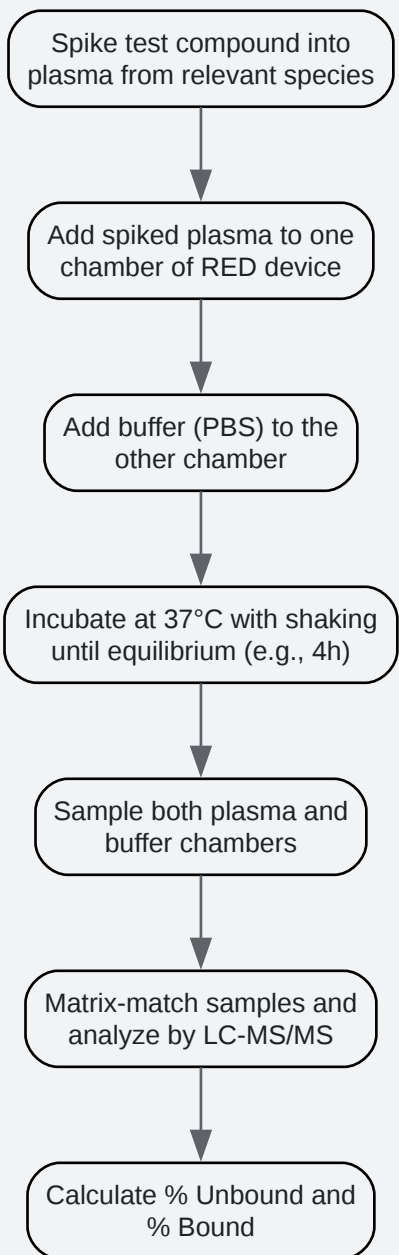 Spike test compound into
plasma from relevant species
Add spiked plasma to one
chamber of RED device
Add buffer (PBS) to the
other chamber
Incubate at 37°C with shaking
until equilibrium (e.g., 4h)
Sample both plasma and
buffer chambers
Matrix-match samples and
analyze by LC-MS/MS
Calculate % Unbound and
% Bound